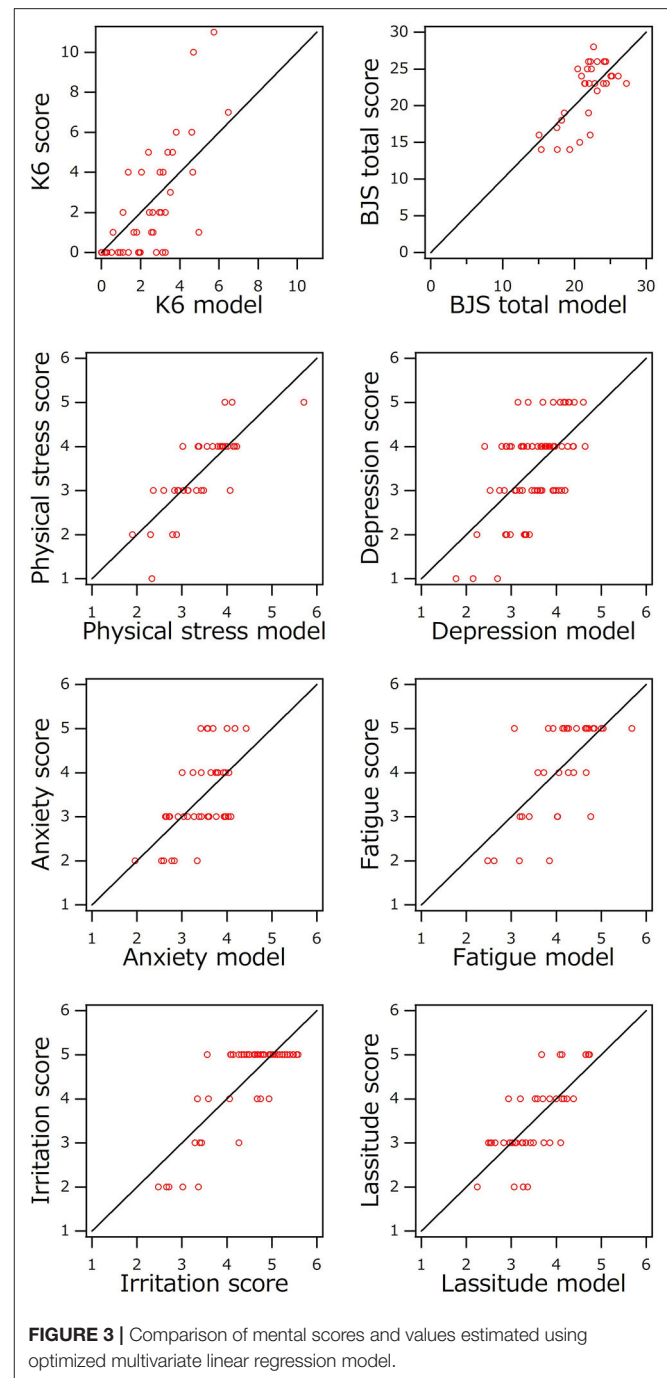 10
8
6
4
2
0
K6 score
0 2 4 6 8 10
K6 model
30
25
20
15
10
5
0
BJS total score
0 10 20 30
BJS total model
6
5
4
3
2
1
Physical stress score
1 2 3 4 5 6
Physical stress model
6
5
4
3
2
1
Depression score
1 2 3 4 5 6
Depression model
6
5
4
3
2
1
Anxiety score
1 2 3 4 5 6
Anxiety model
6
5
4
3
2
1
Fatigue score
1 2 3 4 5 6
Fatigue model
6
5
4
3
2
1
Irritation score
1 2 3 4 5 6
Irritation score
6
5
4
3
2
1
Lassitude score
1 2 3 4 5 6
Lassitude model
FIGURE 3 | Comparison of mental scores and values estimated using
optimized multivariate linear regression model.